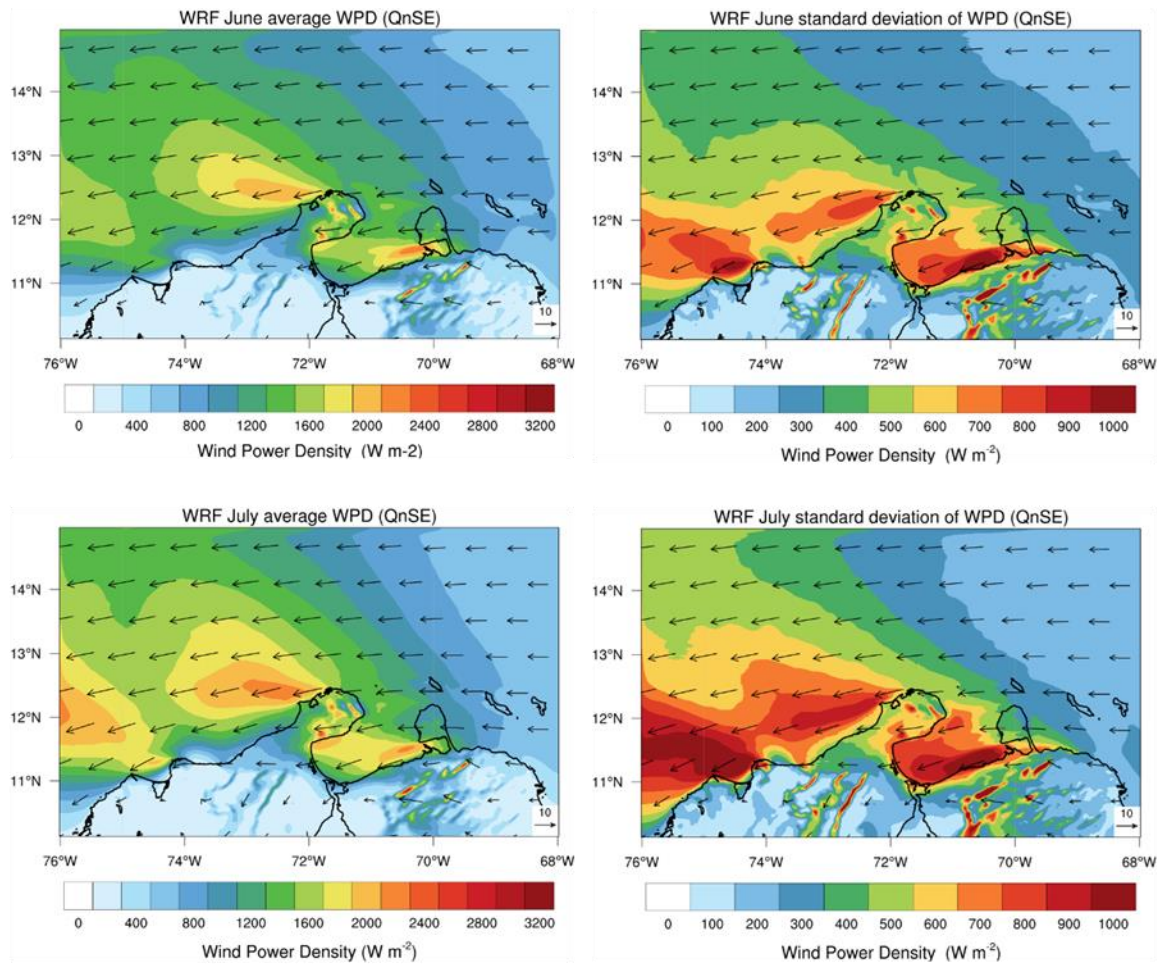 WRF June average WPD (QnSE)
14°N
13°N
12°N
11°N
10
76°W 74°W 72°W 70°W 68°W
0 400 800 1200 1600 2000 2400 2800 3200
Wind Power Density (W m-2)
WRF June standard deviation of WPD (QnSE)
14°N
13°N
12°N
11°N
10
76°W 74°W 72°W 70°W 68°W
0 100 200 300 400 500 600 700 800 900 1000
Wind Power Density (W m⁻²)
WRF July average WPD (QnSE)
14°N
13°N
12°N
11°N
10
76°W 74°W 72°W 70°W 68°W
0 400 800 1200 1600 2000 2400 2800 3200
Wind Power Density (W m⁻²)
WRF July standard deviation of WPD (QnSE)
14°N
13°N
12°N
11°N
10
76°W 74°W 72°W 70°W 68°W
0 100 200 300 400 500 600 700 800 900 1000
Wind Power Density (W m⁻²)